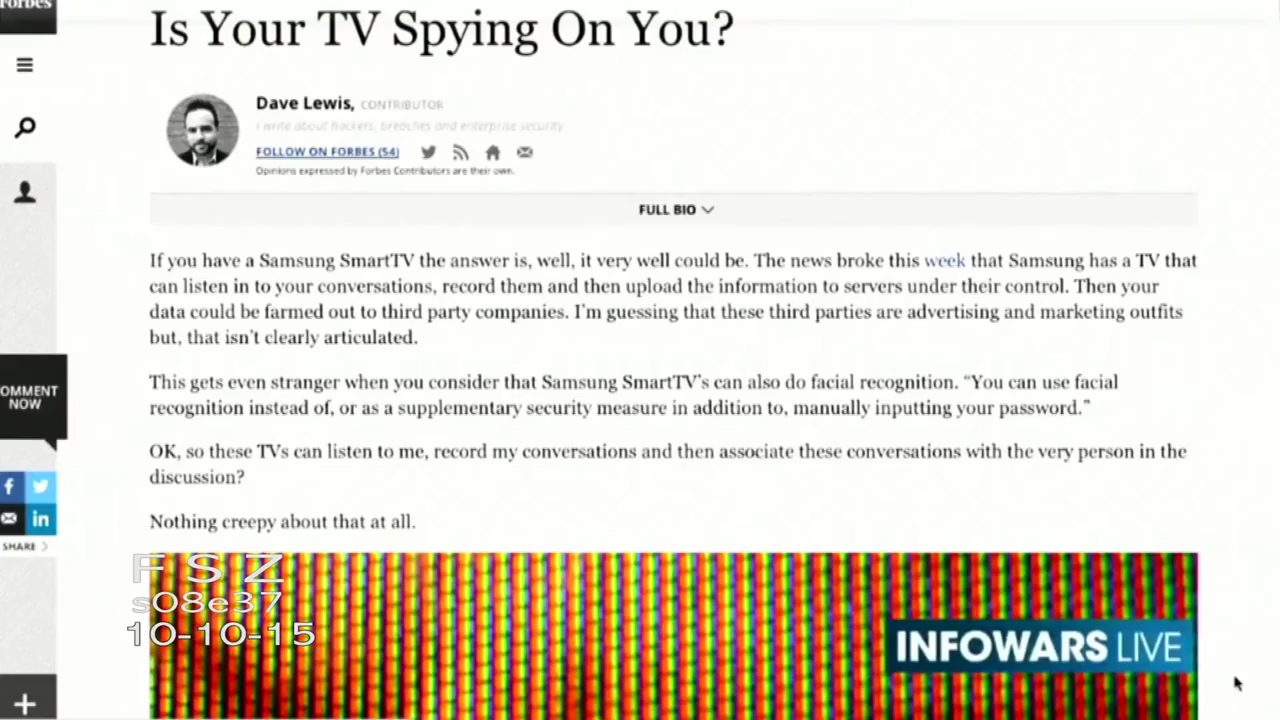 Forbes
Is Your TV Spying On You?
Dave Lewis, CONTRIBUTOR
I write about hackers, breaches and enterprise security
FOLLOW ON FORBES (54)
Opinions expressed by Forbes Contributors are their own.
FULL BIO
If you have a Samsung SmartTV the answer is, well, it very well could be. The news broke this week that Samsung has a TV that
can listen in to your conversations, record them and then upload the information to servers under their control. Then your
data could be farmed out to third party companies. I'm guessing that these third parties are advertising and marketing outfits
but, that isn't clearly articulated.
OMMENT
NOW
This gets even stranger when you consider that Samsung SmartTV's can also do facial recognition. “You can use facial
recognition instead of, or as a supplementary security measure in addition to, manually inputting your password.”
OK, so these TVs can listen to me, record my conversations and then associate these conversations with the very person in the
discussion?
Nothing creepy about that at all.
SHARE
F S Z
s08e37
10-10-15
INFOWARS LIVE